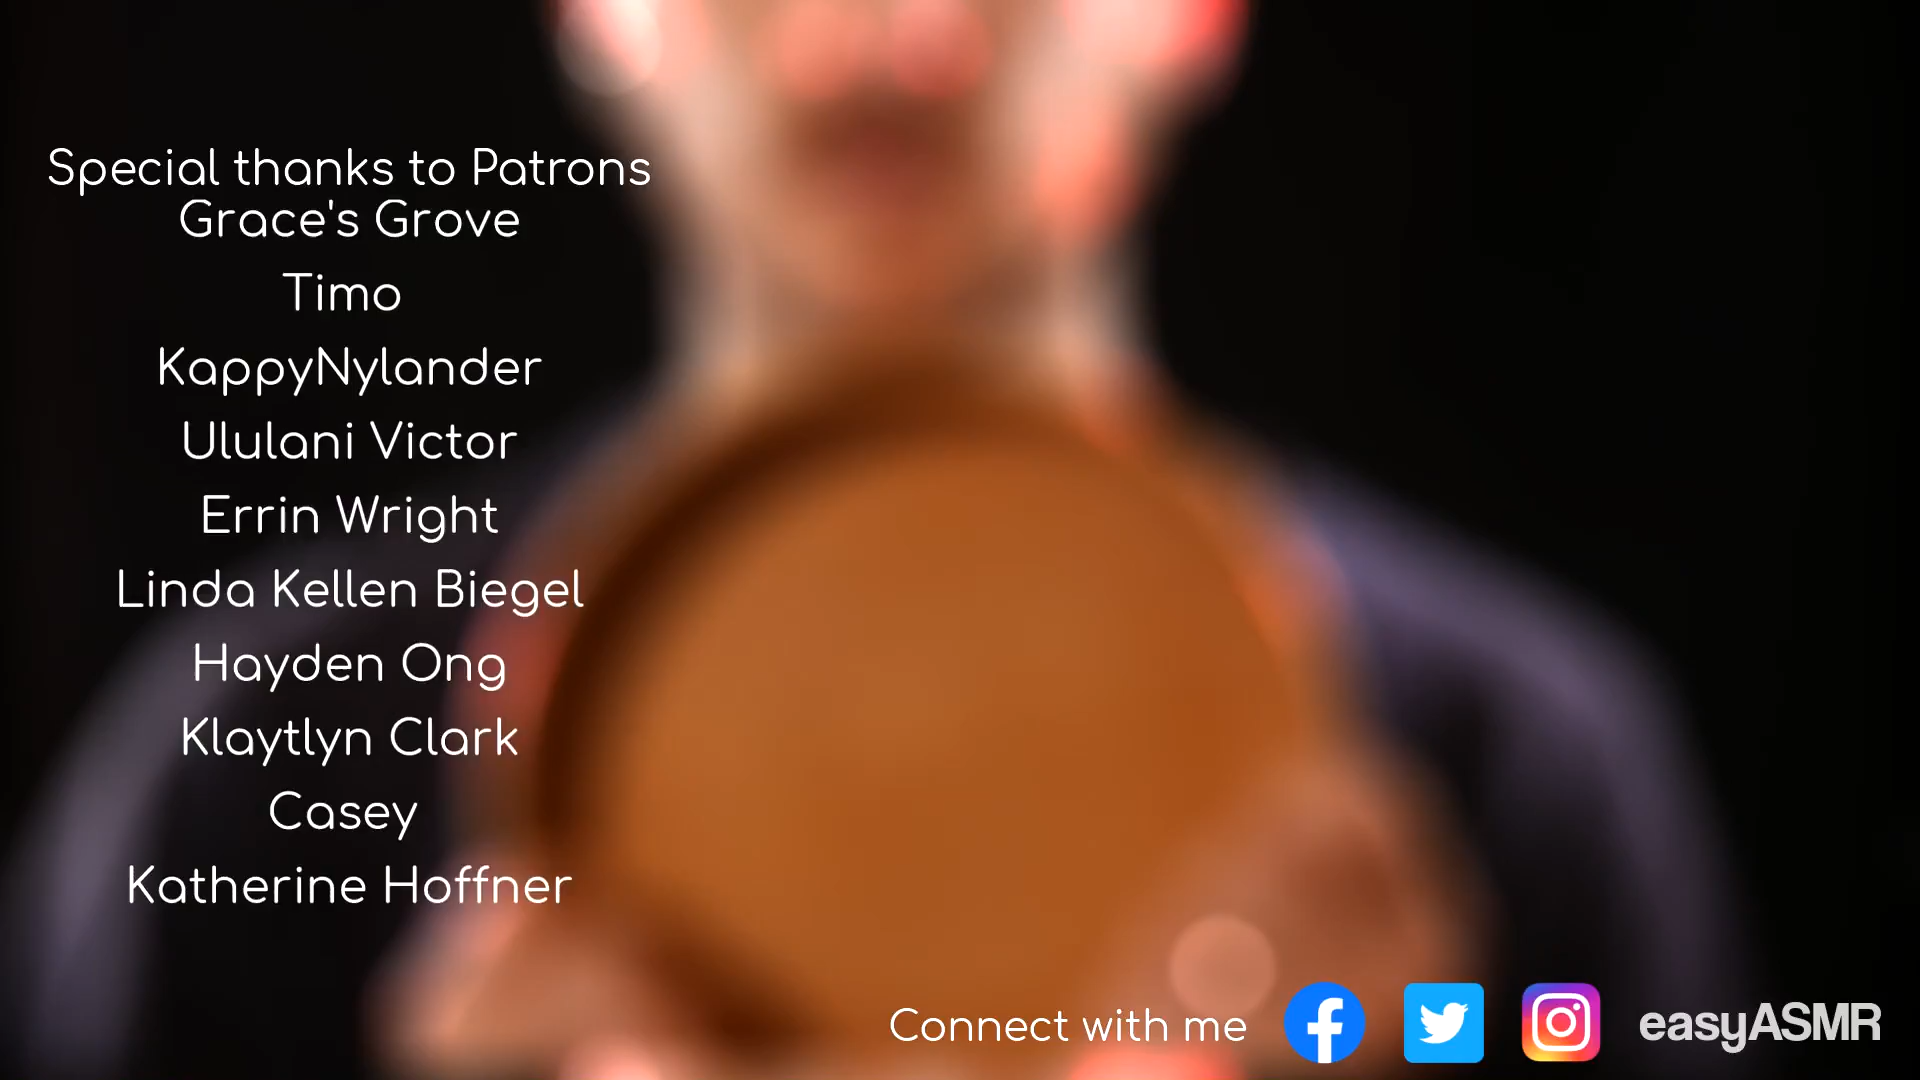 Special thanks to Patrons
Grace's Grove
Timo
KappyNylander
Ululani Victor
Errin Wright
Linda Kellen Biegel
Hayden Ong
Klaytlyn Clark
Casey
Katherine Hoffner
Connect with me
easyASMR